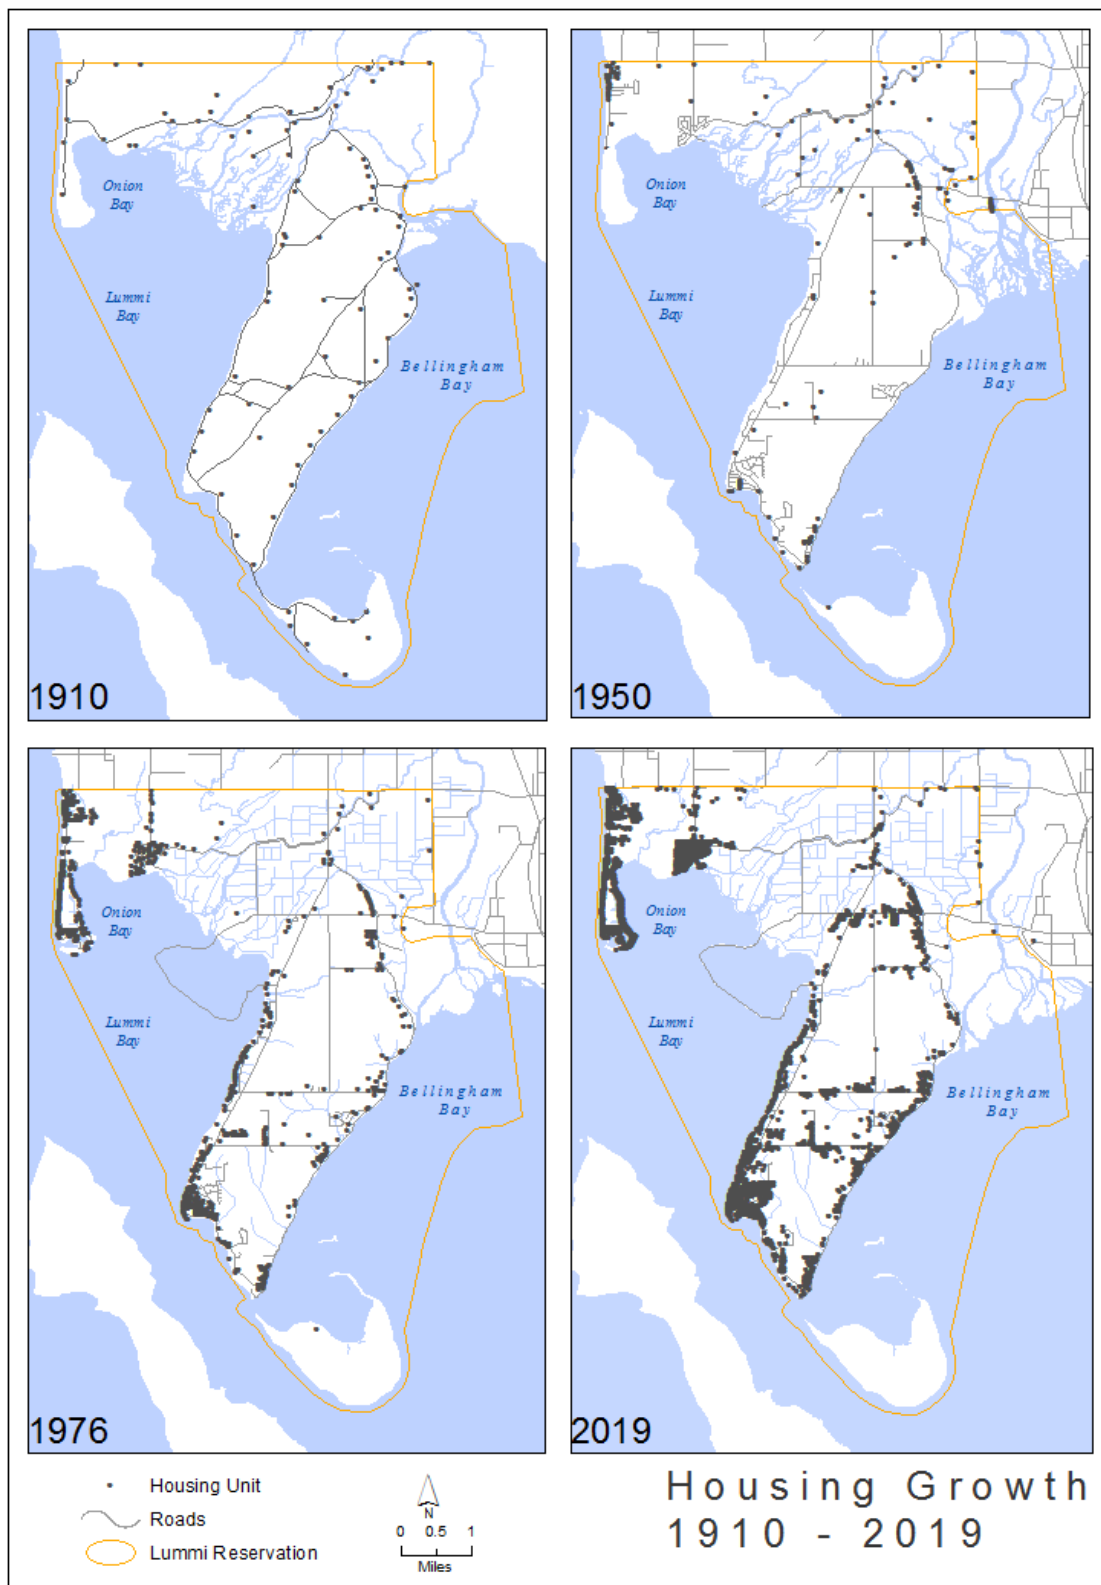 Onion
Bay
Lummi
Bay
Bellingham
Bay
1910
Onion
Bay
Lummi
Bay
Bellingham
Bay
1950
Onion
Bay
Lummi
Bay
Bellingham
Bay
1976
Onion
Bay
Lummi
Bay
Bellingham
Bay
2019
Housing Unit
Roads
Lummi Reservation
N
0 0.5 1
Miles
Housing Growth
1910 - 2019